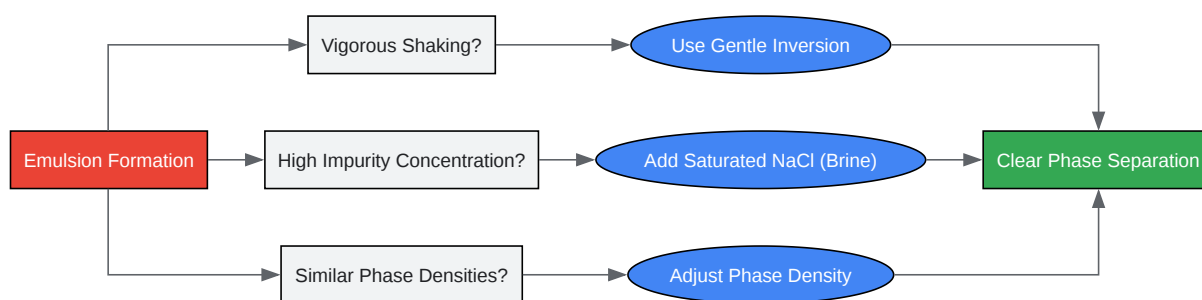 Vigorous Shaking?
Use Gentle Inversion
Emulsion Formation
High Impurity Concentration?
Add Saturated NaCl (Brine)
Clear Phase Separation
Similar Phase Densities?
Adjust Phase Density